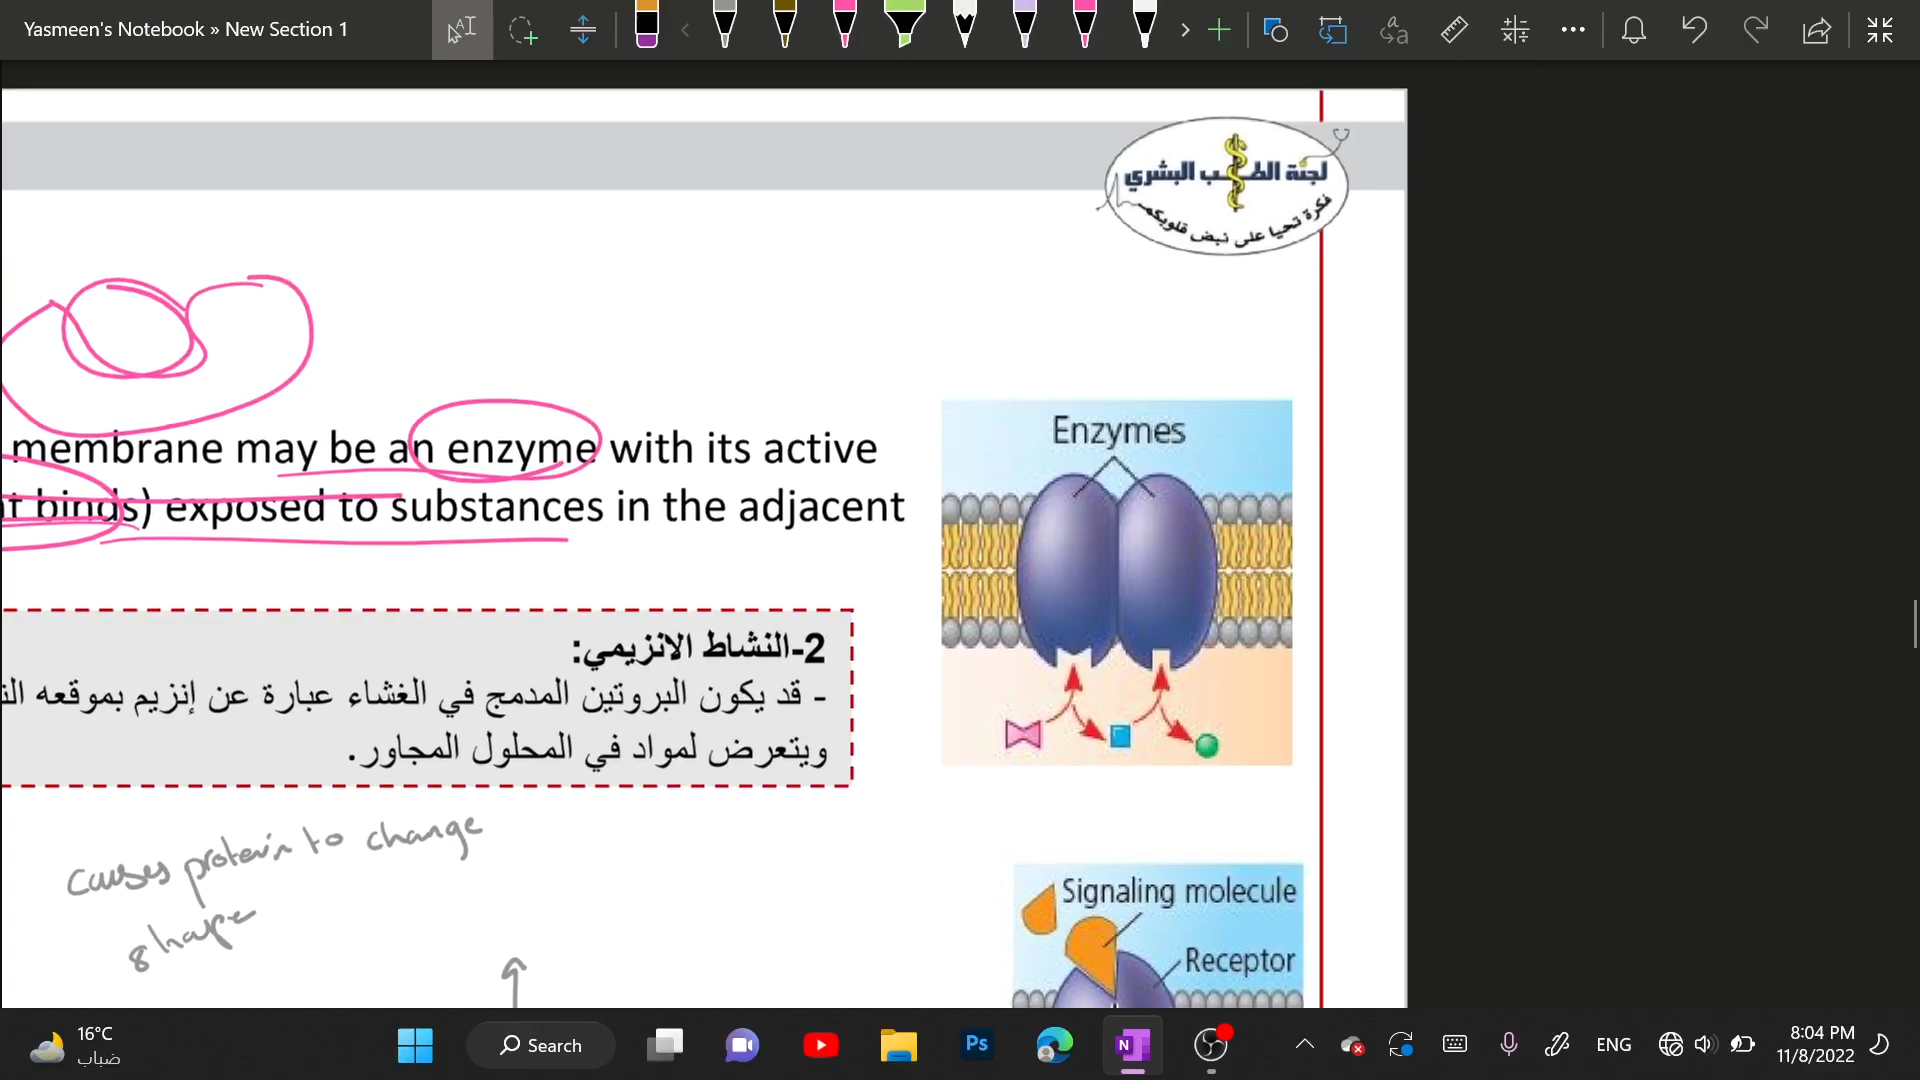 Yasmeen's Notebook » New Section 1
لجنة الطب البشري
فكرة تحيا على نبض قلوبكم
membrane may be an enzyme with its active
binds) exposed to substances in the adjacent
Enzymes
2-النشاط الانزيمي:
- قد يكون البروتين المدمج في الغشاء عبارة عن إنزيم بموقعه
ويتعرض لمواد في المحلول المجاور.
causes protein to change
shape
Signaling molecule
Receptor
16°C
ضباب
Search
Ps
N
ENG
8:04 PM
11/8/2022